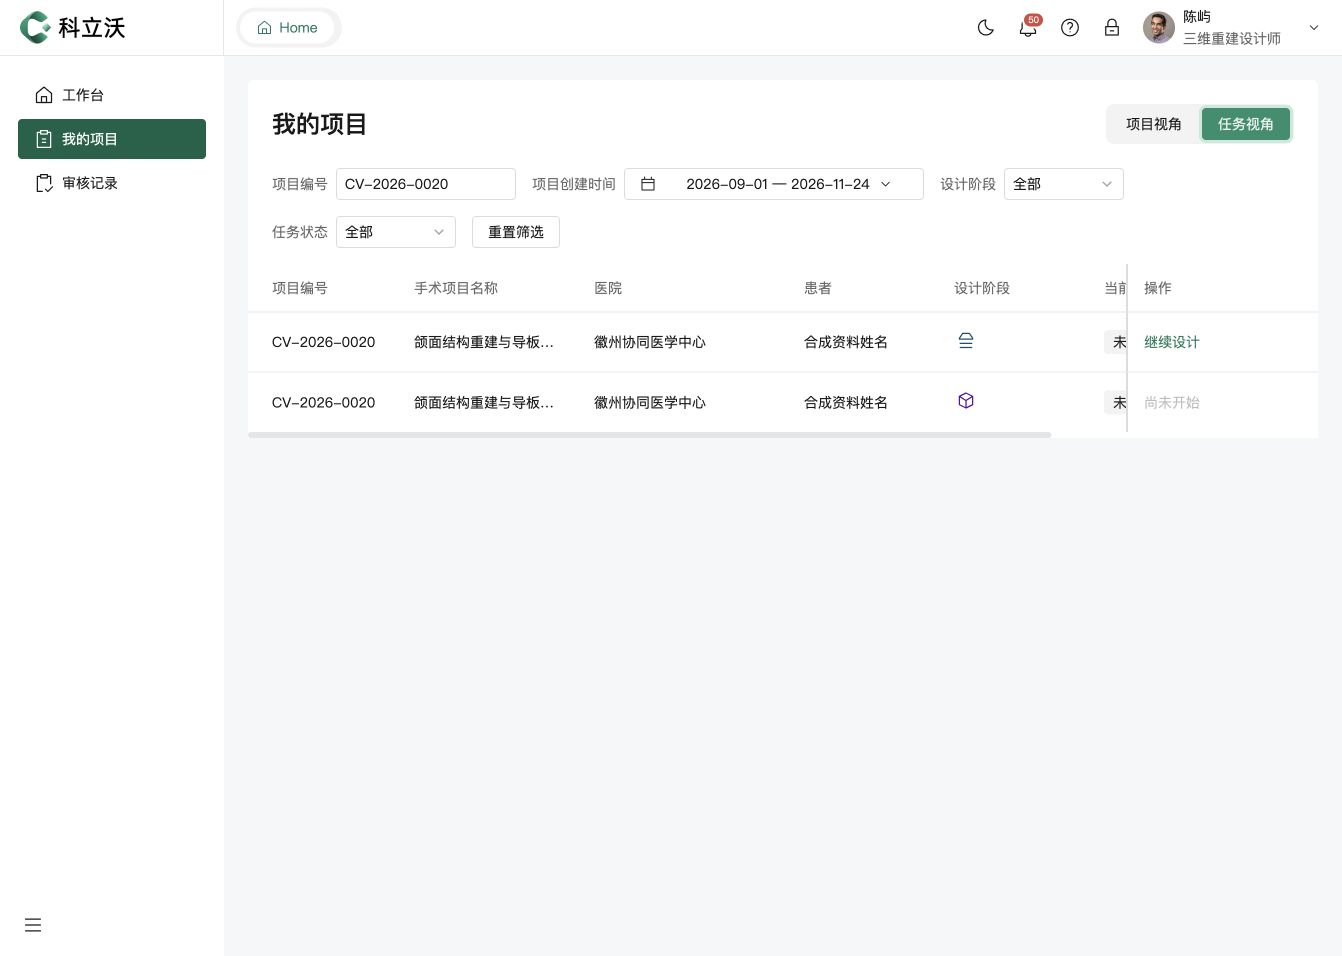 科立沃
Home
50
陈屿
三维重建设计师
工作台
我的项目
审核记录
我的项目
项目视角 任务视角
项目编号 CV-2026-0020 项目创建时间 2026-09-01 — 2026-11-24 设计阶段 全部
任务状态 全部 重置筛选
项目编号 手术项目名称 医院 患者 设计阶段 当前 操作
CV-2026-0020 颌面结构重建与导板... 徽州协同医学中心 合成资料姓名 未 继续设计
CV-2026-0020 颌面结构重建与导板... 徽州协同医学中心 合成资料姓名 未 尚未开始